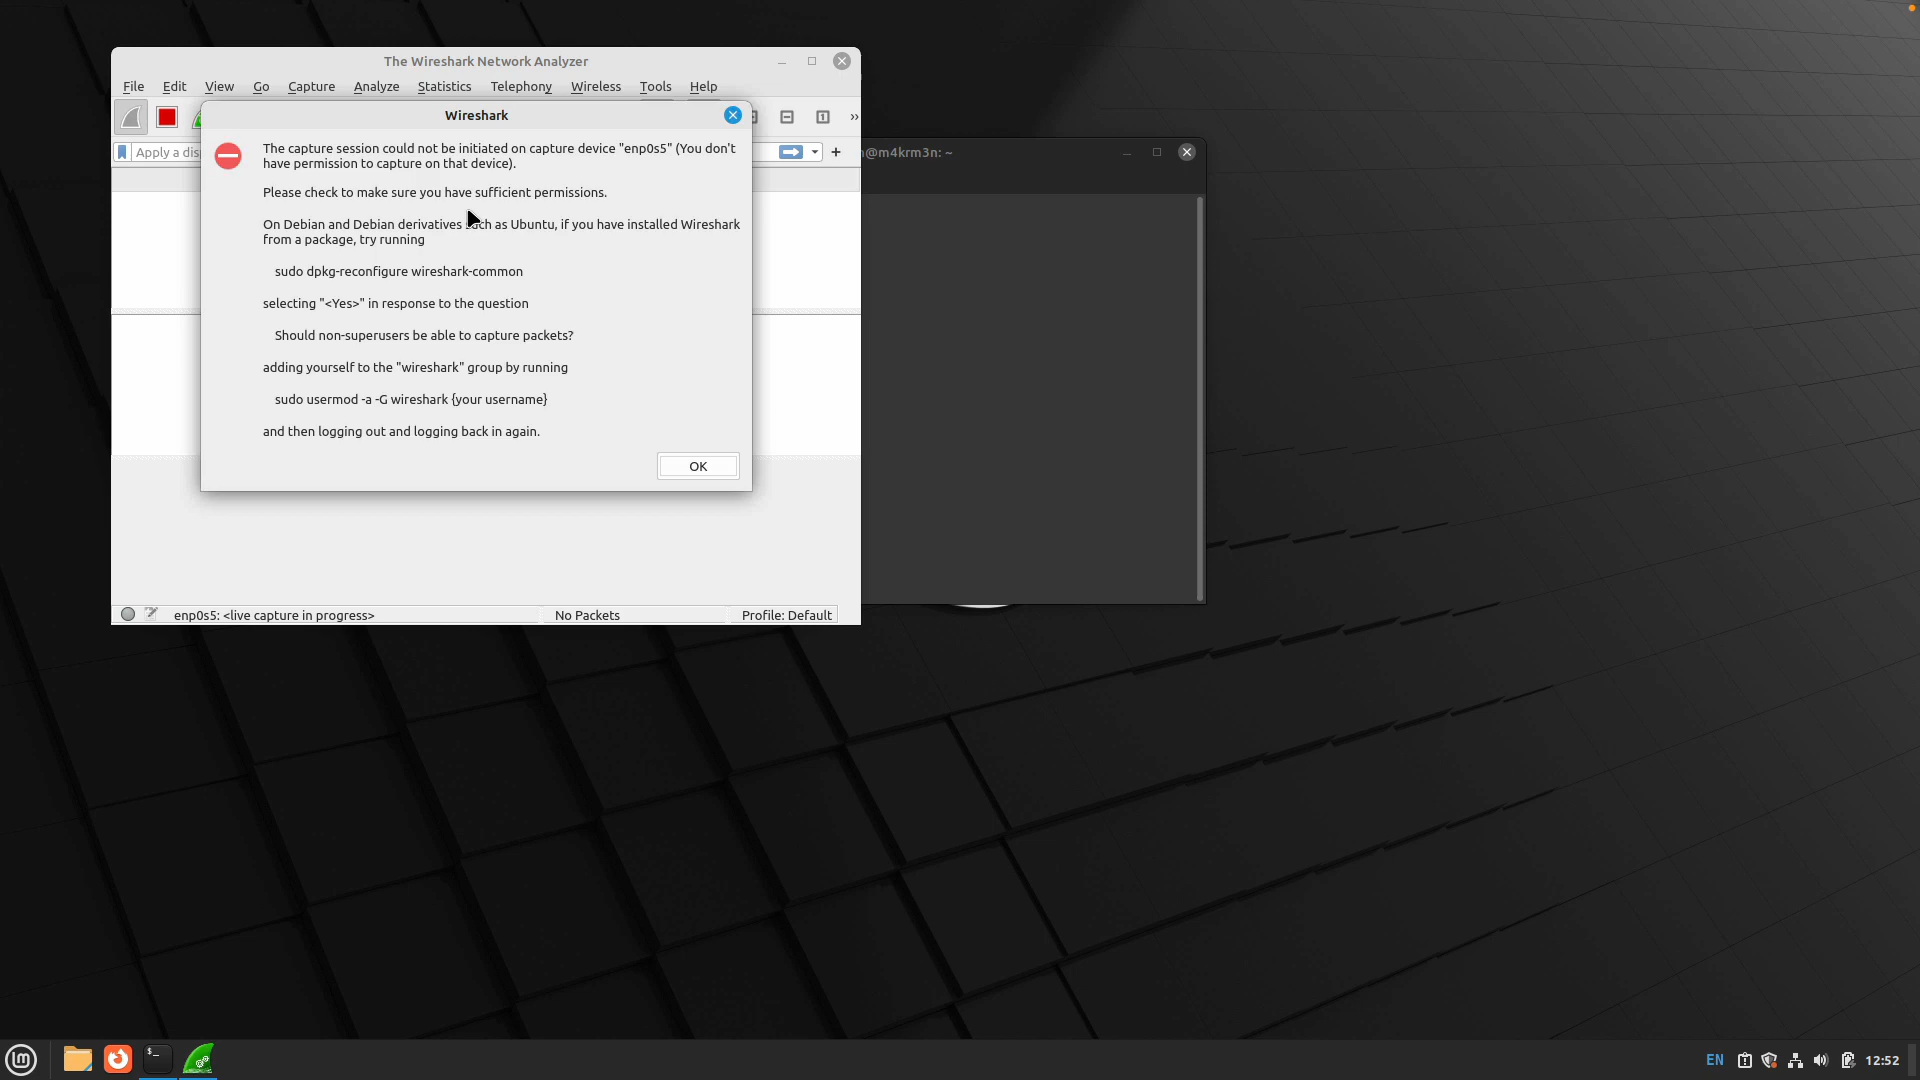 The Wireshark Network Analyzer
File Edit View Go Capture Analyze Statistics Telephony Wireless Tools Help
Wireshark
Apply a dis
The capture session could not be initiated on capture device "enp0s5" (You don't
have permission to capture on that device).
Please check to make sure you have sufficient permissions.
On Debian and Debian derivatives such as Ubuntu, if you have installed Wireshark
from a package, try running
sudo dpkg-reconfigure wireshark-common
selecting "<Yes>" in response to the question
Should non-superusers be able to capture packets?
adding yourself to the "wireshark" group by running
sudo usermod -a -G wireshark {your username}
and then logging out and logging back in again.
OK
@m4krm3n: ~
enp0s5: <live capture in progress> No Packets Profile: Default
EN 12:52